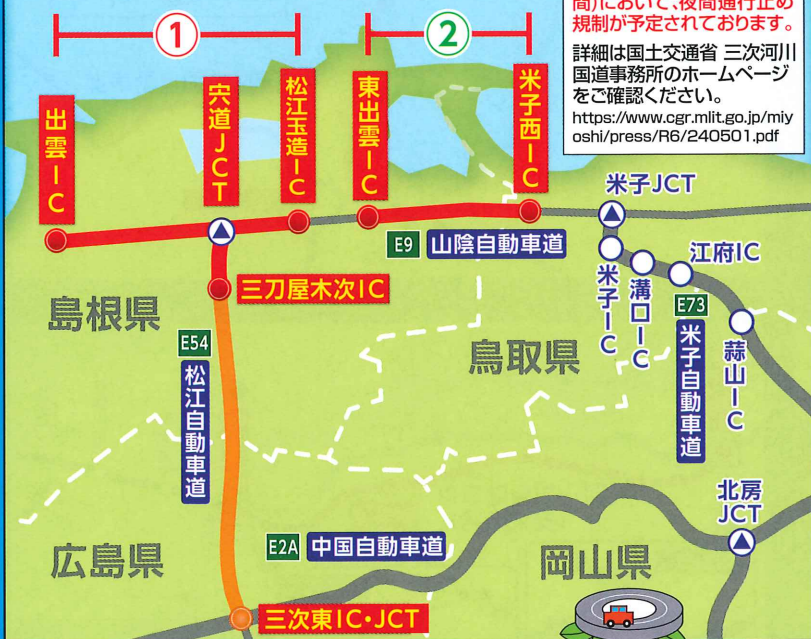 間)において、夜間通行止め
規制が予定されております。
詳細は国土交通省 三次河川
国道事務所のホームページ
をご確認ください。
https://www.cgr.mlit.go.jp/miy
oshi/press/R6/240501.pdf
①
②
出雲IC
宍道JCT
松江玉造IC
東出雲IC
米子西IC
米子JCT
E9 山陰自動車道
米子IC
溝口IC
江府IC
三刀屋木次IC
島根県
E54
松江自動車道
鳥取県
E73
米子自動車道
蒜山IC
北房
JCT
広島県
E2A 中国自動車道
岡山県
三次東IC・JCT